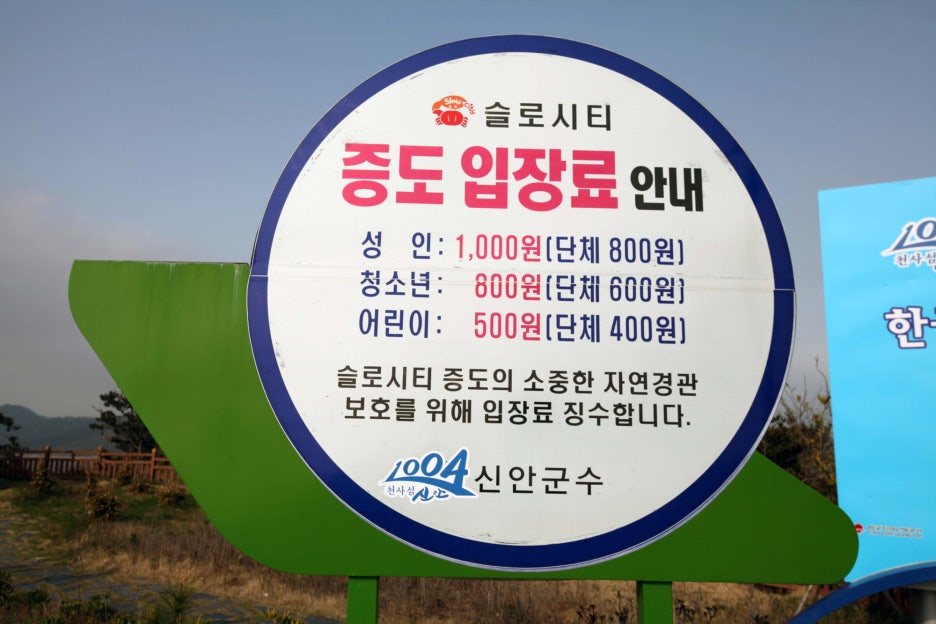 슬로시티
증도 입장료 안내
성 인: 1,000원(단체 800원)
청소년: 800원(단체 600원)
어린이: 500원(단체 400원)
슬로시티 증도의 소중한 자연경관
보호를 위해 입장료 징수합니다.
1004
천사섬 신안
신안군수
천사섬
한